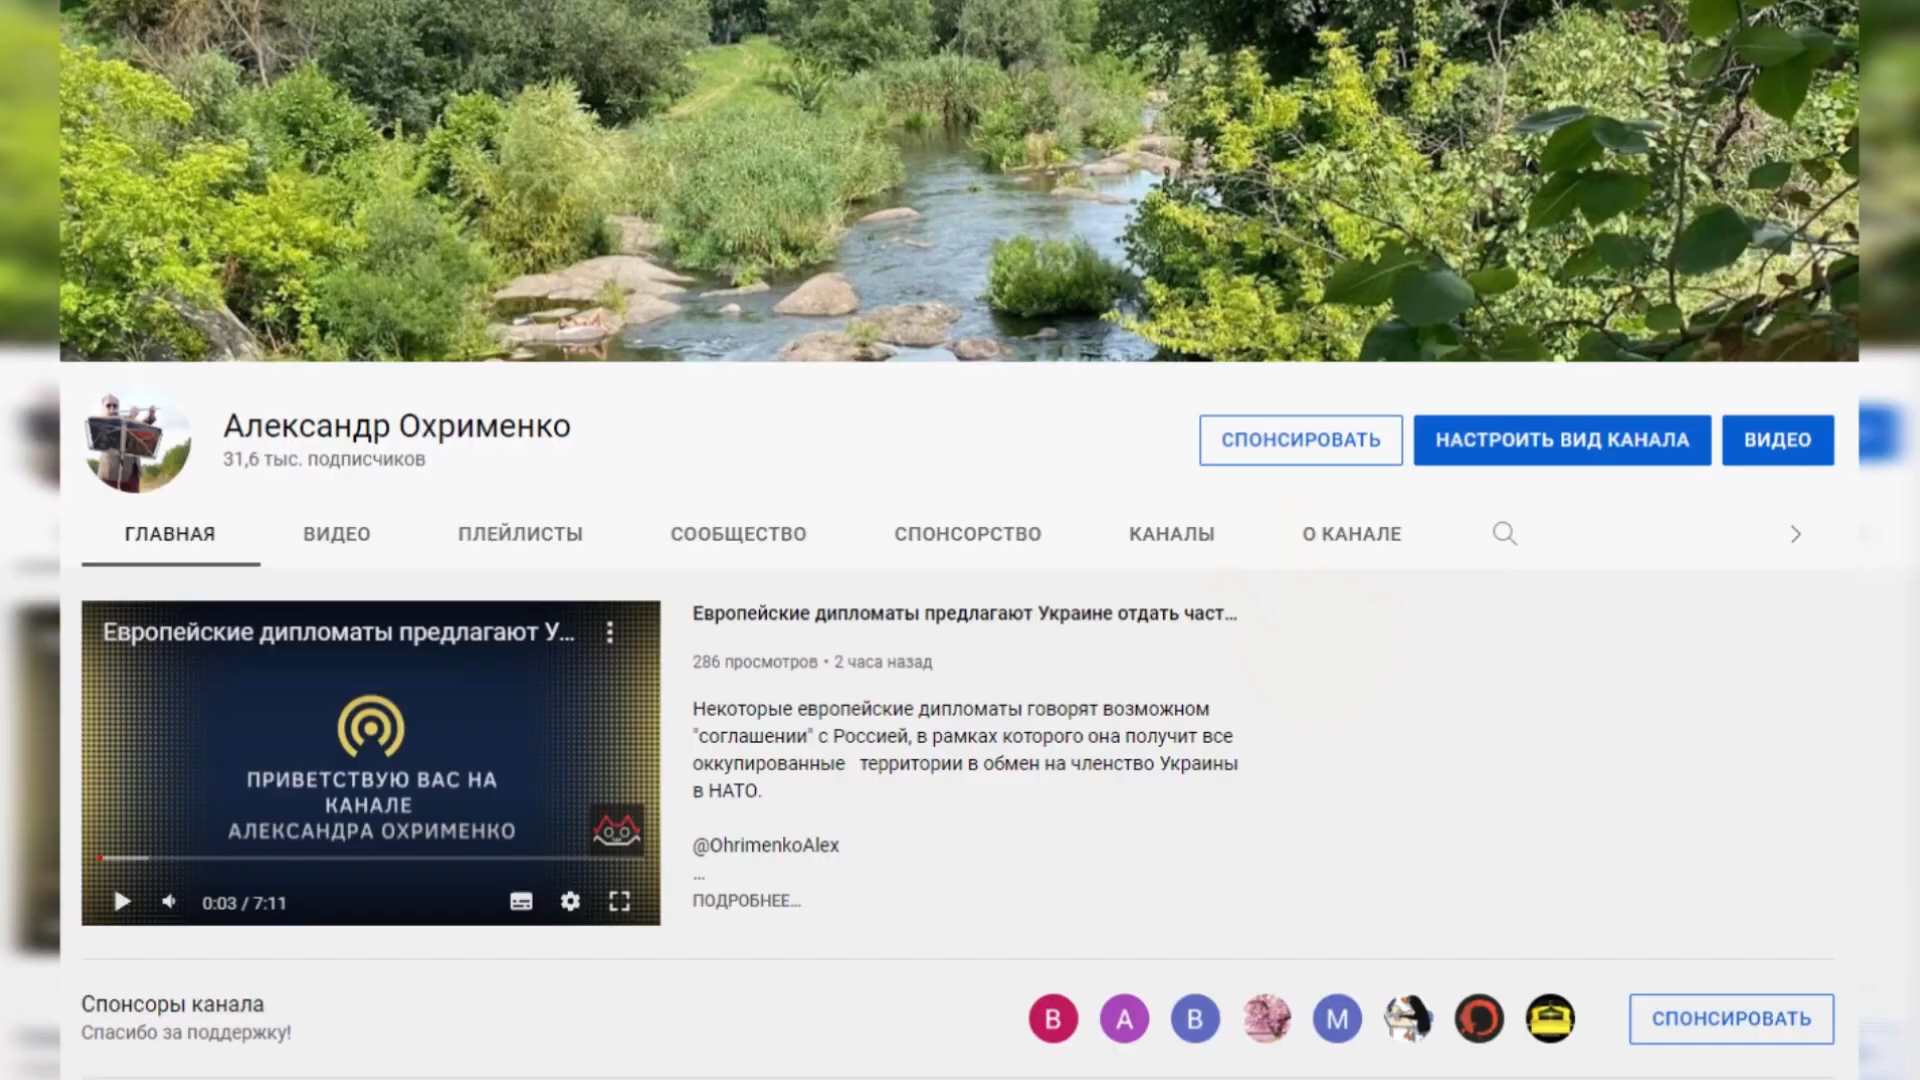 Александр Охрименко
31,6 тыс. подписчиков
СПОНСИРОВАТЬ
НАСТРОИТЬ ВИД КАНАЛА
ВИДЕО
ГЛАВНАЯ
ВИДЕО
ПЛЕЙЛИСТЫ
СООБЩЕСТВО
СПОНСОРСТВО
КАНАЛЫ
О КАНАЛЕ
Европейские дипломаты предлагают У...
ПРИВЕТСТВУЮ ВАС НА
КАНАЛЕ
АЛЕКСАНДРА ОХРИМЕНКО
0:03 / 7:11
Европейские дипломаты предлагают Украине отдать част...
286 просмотров • 2 часа назад
Некоторые европейские дипломаты говорят возможном
"соглашении" с Россией, в рамках которого она получит все
оккупированные территории в обмен на членство Украины
в НАТО.
@OhrimenkoAlex
...
ПОДРОБНЕЕ...
Спонсоры канала
Спасибо за поддержку!
B
A
B
M
СПОНСИРОВАТЬ